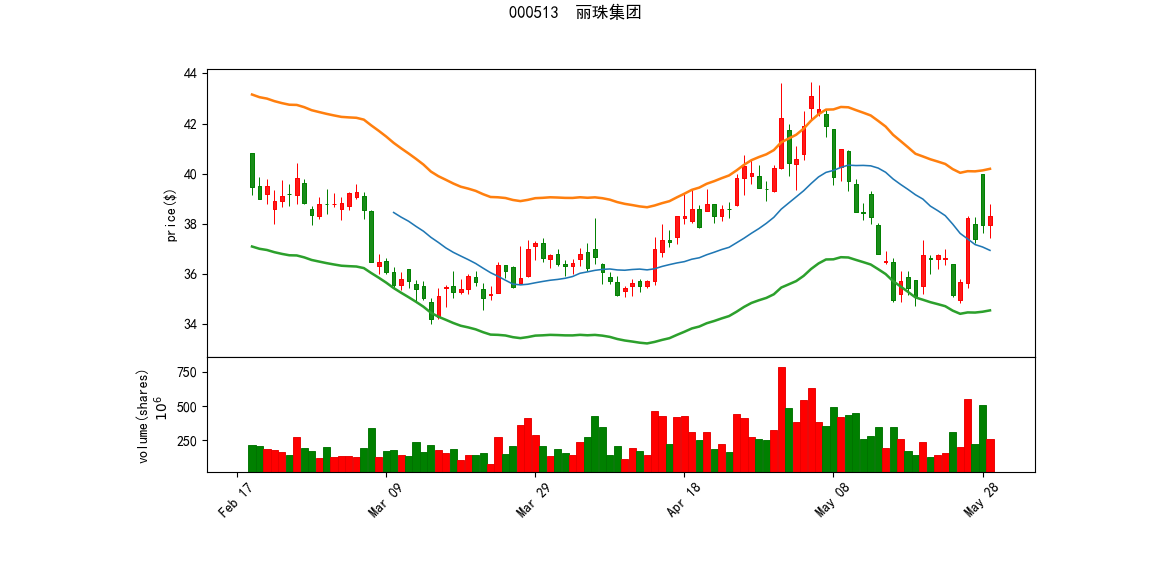 000513 丽珠集团
price($)
44
42
40
38
36
34
volume(shares)
10^6
750
500
250
Feb 17
Mar 09
Mar 29
Apr 18
May 08
May 28